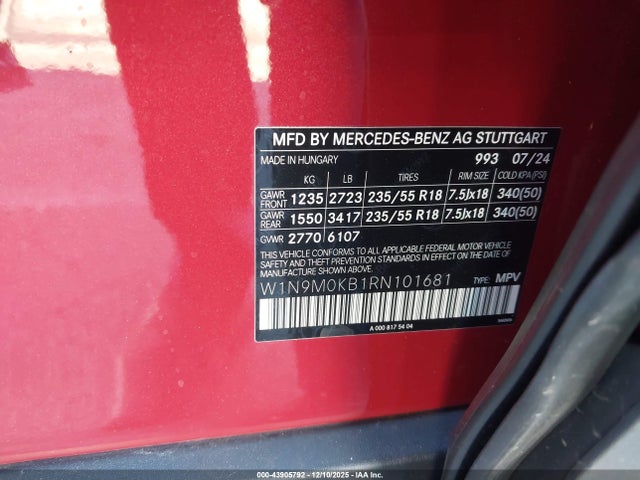 MFD BY MERCEDES-BENZ AG STUTTGART
MADE IN HUNGARY 993 07/24
KG LB TIRES RIM SIZE COLD KPA (PSI)
GAWR FRONT 1235 2723 235/55 R18 7.5Jx18 340(50)
GAWR REAR 1550 3417 235/55 R18 7.5Jx18 340(50)
GVWR 2770 6107
THIS VEHICLE CONFORMS TO ALL APPLICABLE FEDERAL MOTOR VEHICLE
SAFETY AND THEFT PREVENTION STANDARDS IN EFFECT ON THE DATE OF
MANUFACTURE SHOWN ABOVE.
W1N9M0KB1RN101681 TYPE: MPV
A 000 817 54 04
000-43905792 - 12/10/2025 - IAAI.COM